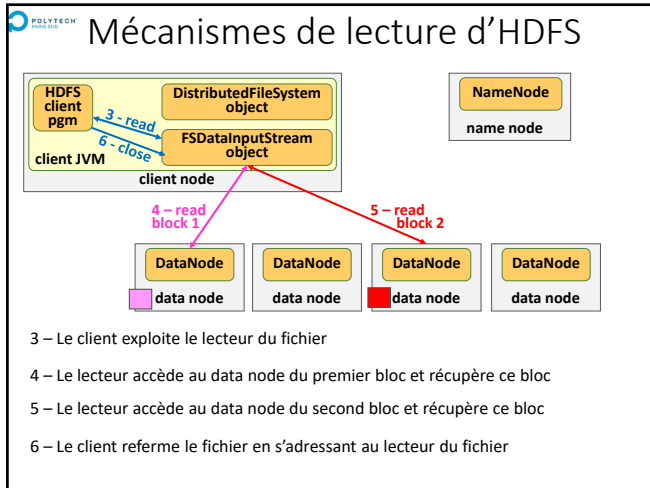 POLYTECH'
PARIS-SUD
Mécanismes de lecture d'HDFS
HDFS
client
pgm
DistributedFileSystem
object
3 - read
6 - close
FSDataInputStream
object
client JVM
client node
NameNode
name node
4 – read
block 1
5 – read
block 2
DataNode
data node
DataNode
data node
DataNode
data node
DataNode
data node
3 – Le client exploite le lecteur du fichier
4 – Le lecteur accède au data node du premier bloc et récupère ce bloc
5 – Le lecteur accède au data node du second bloc et récupère ce bloc
6 – Le client referme le fichier en s'adressant au lecteur du fichier